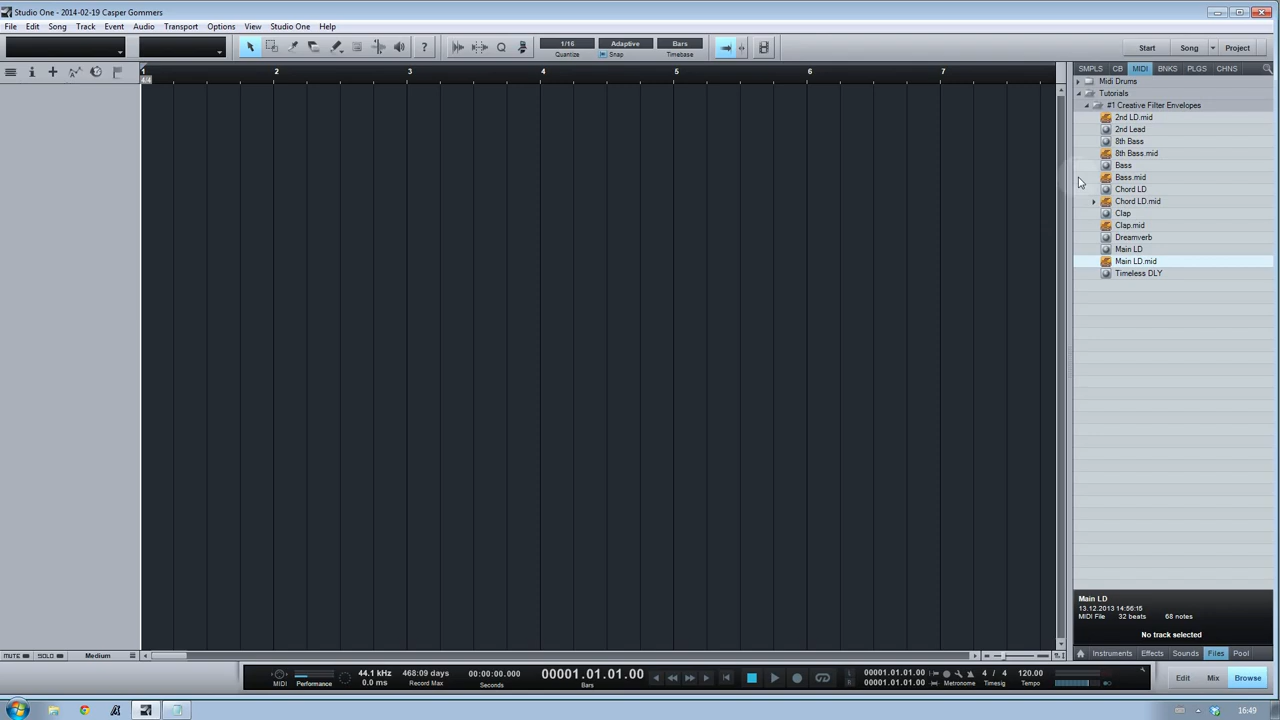 Studio One - 2014-02-19 Casper Gommers
File Edit Song Track Event Audio Transport Options View Studio One Help
1/16 Adaptive Bars
Quantize Snap Timebase
Start Song Project
1 2 3 4 5 6 7
4/4
SMPLS CB MIDI BNKS PLGS CHNS
Midi Drums
Tutorials
#1 Creative Filter Envelopes
2nd LD.mid
2nd Lead
8th Bass
8th Bass.mid
Bass
Bass.mid
Chord LD
Chord LD.mid
Clap
Clap.mid
Dreamverb
Main LD
Main LD.mid
Timeless DLY
Main LD
13.12.2013 14:56:15
MIDI File 32 beats 68 notes
No track selected
MUTE SOLO Medium
Instruments Effects Sounds Files Pool
MIDI Performance
44.1 kHz
0.0 ms
468:09 days
Record Max
00:00:00.000
Seconds
00001.01.01.00
Bars
L 00001.01.01.00
R 00001.01.01.00
Metronome
4 / 4
Timesig
120.00
Tempo
Edit Mix Browse
16:49